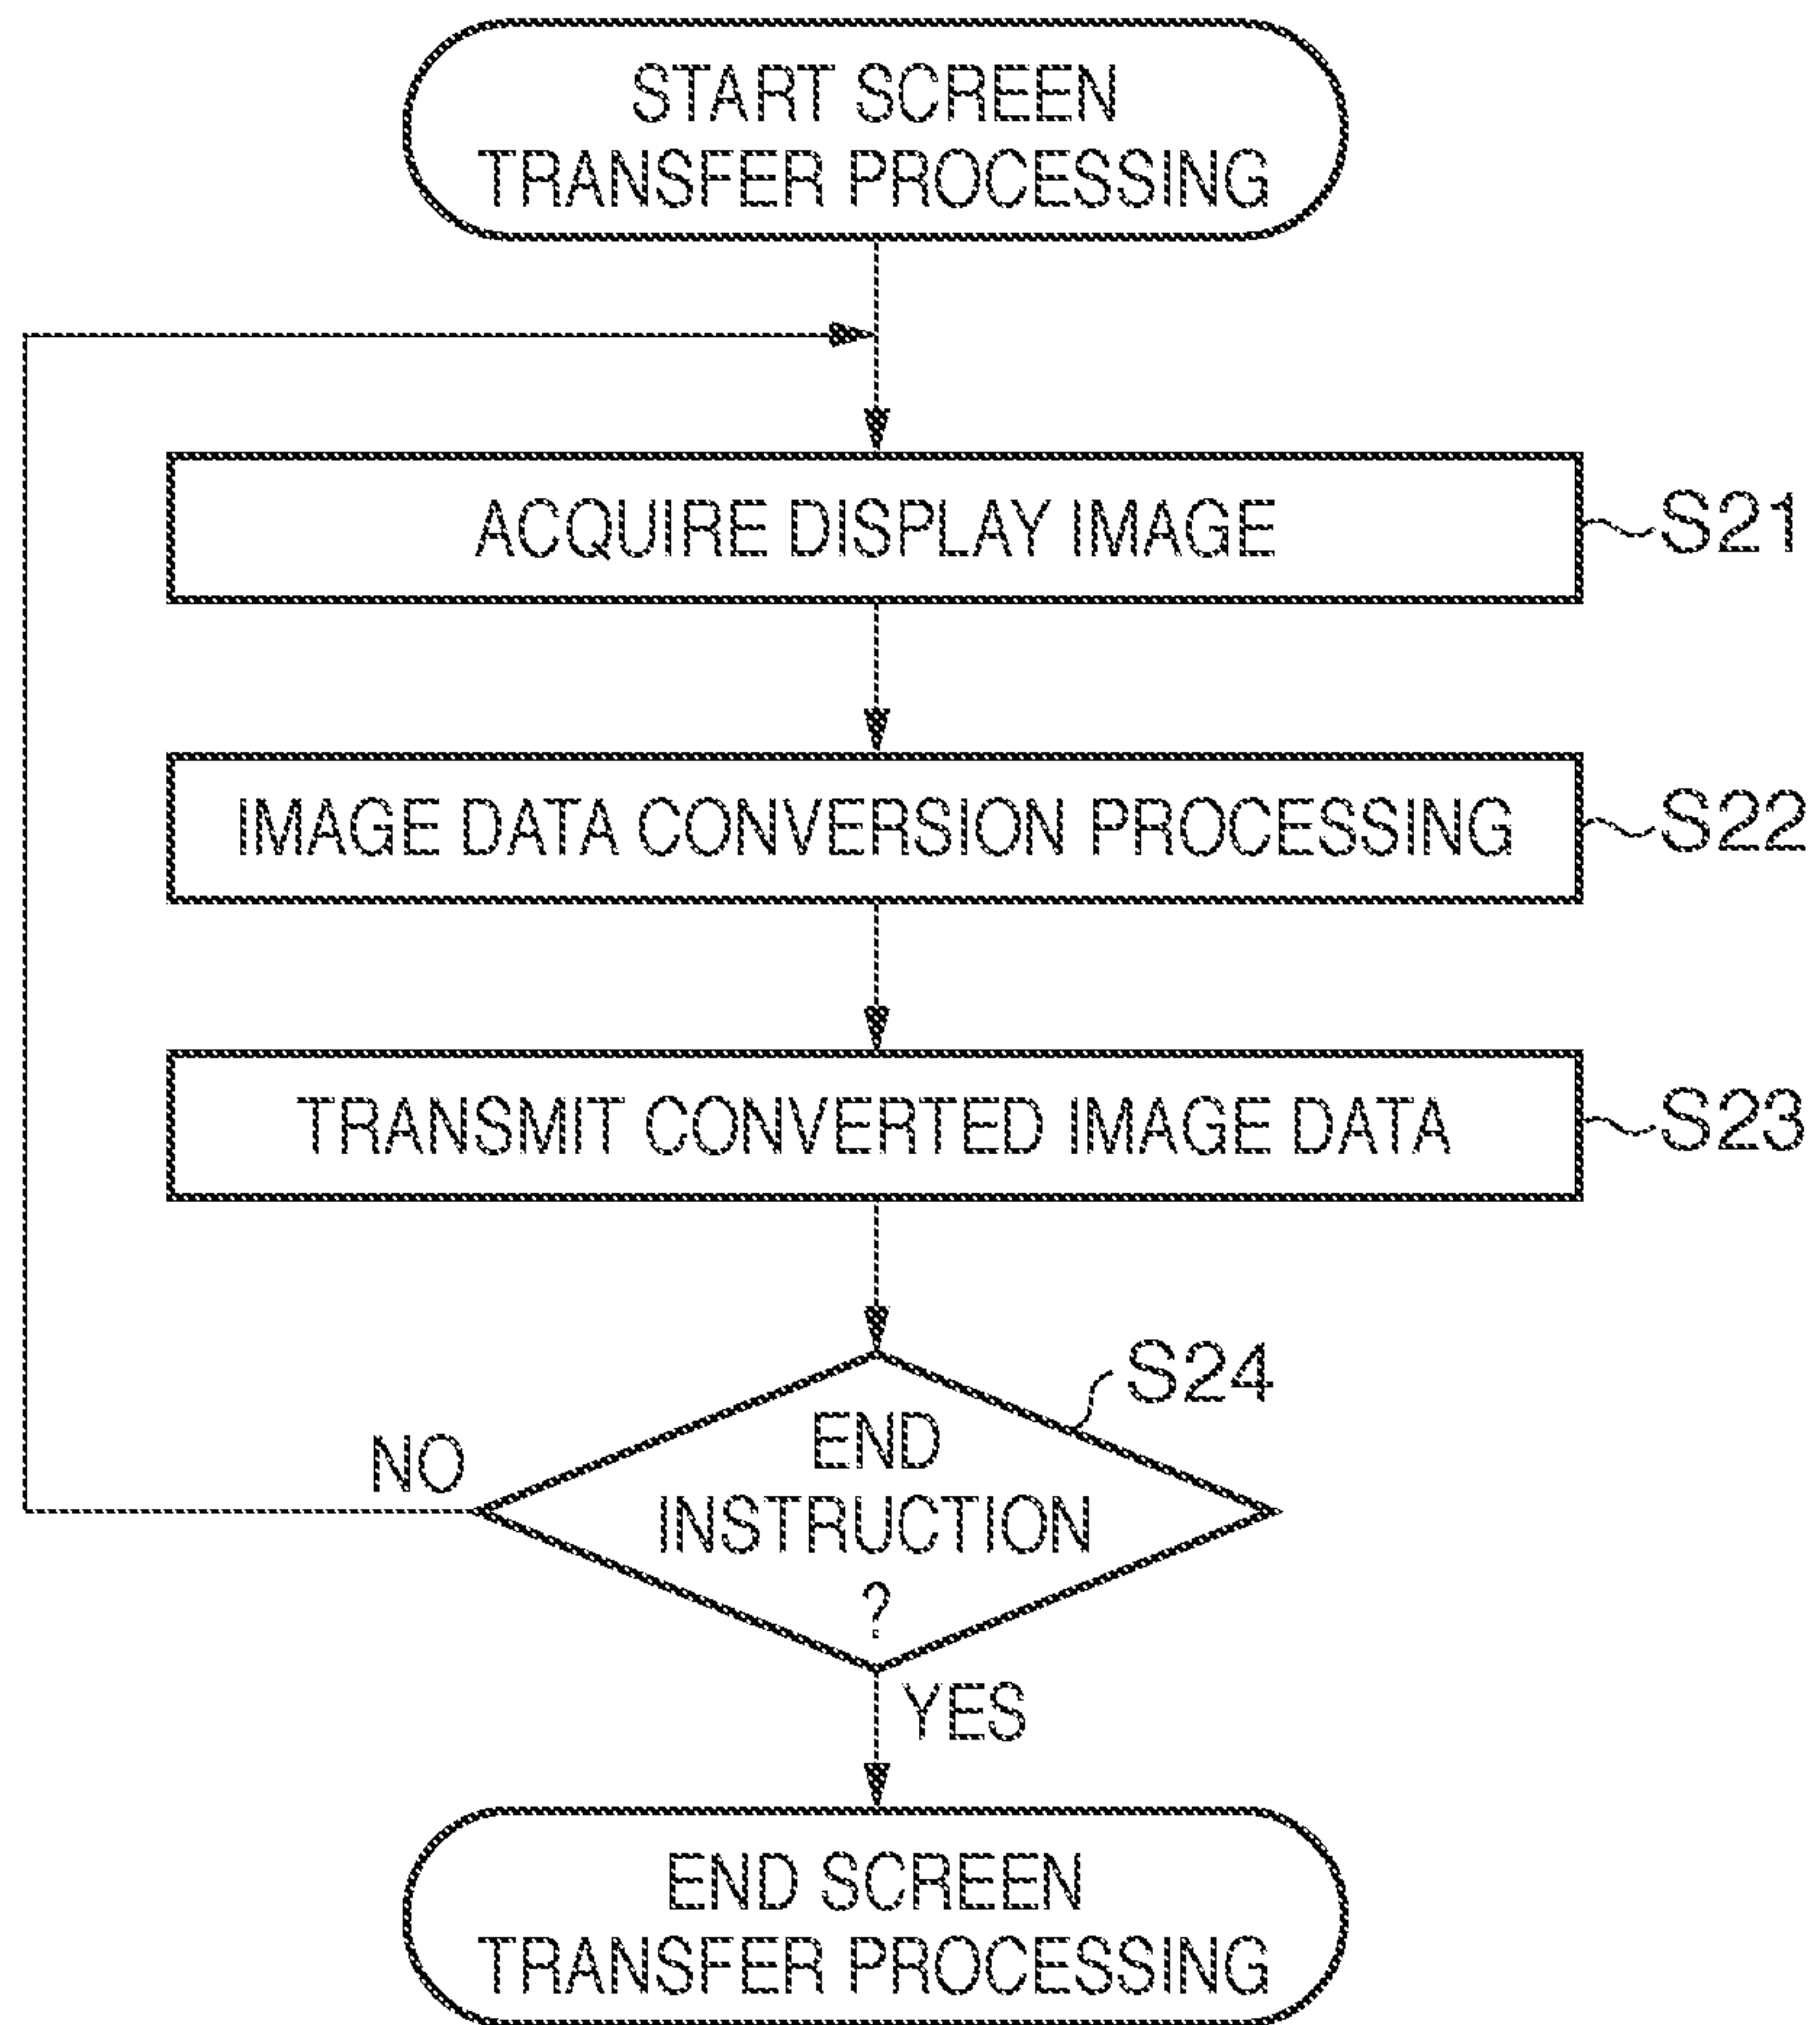 START SCREEN
TRANSFER PROCESSING
ACQUIRE DISPLAY IMAGE
S21
IMAGE DATA CONVERSION PROCESSING
S22
TRANSMIT CONVERTED IMAGE DATA
S23
S24
END
INSTRUCTION
?
NO
YES
END SCREEN
TRANSFER PROCESSING